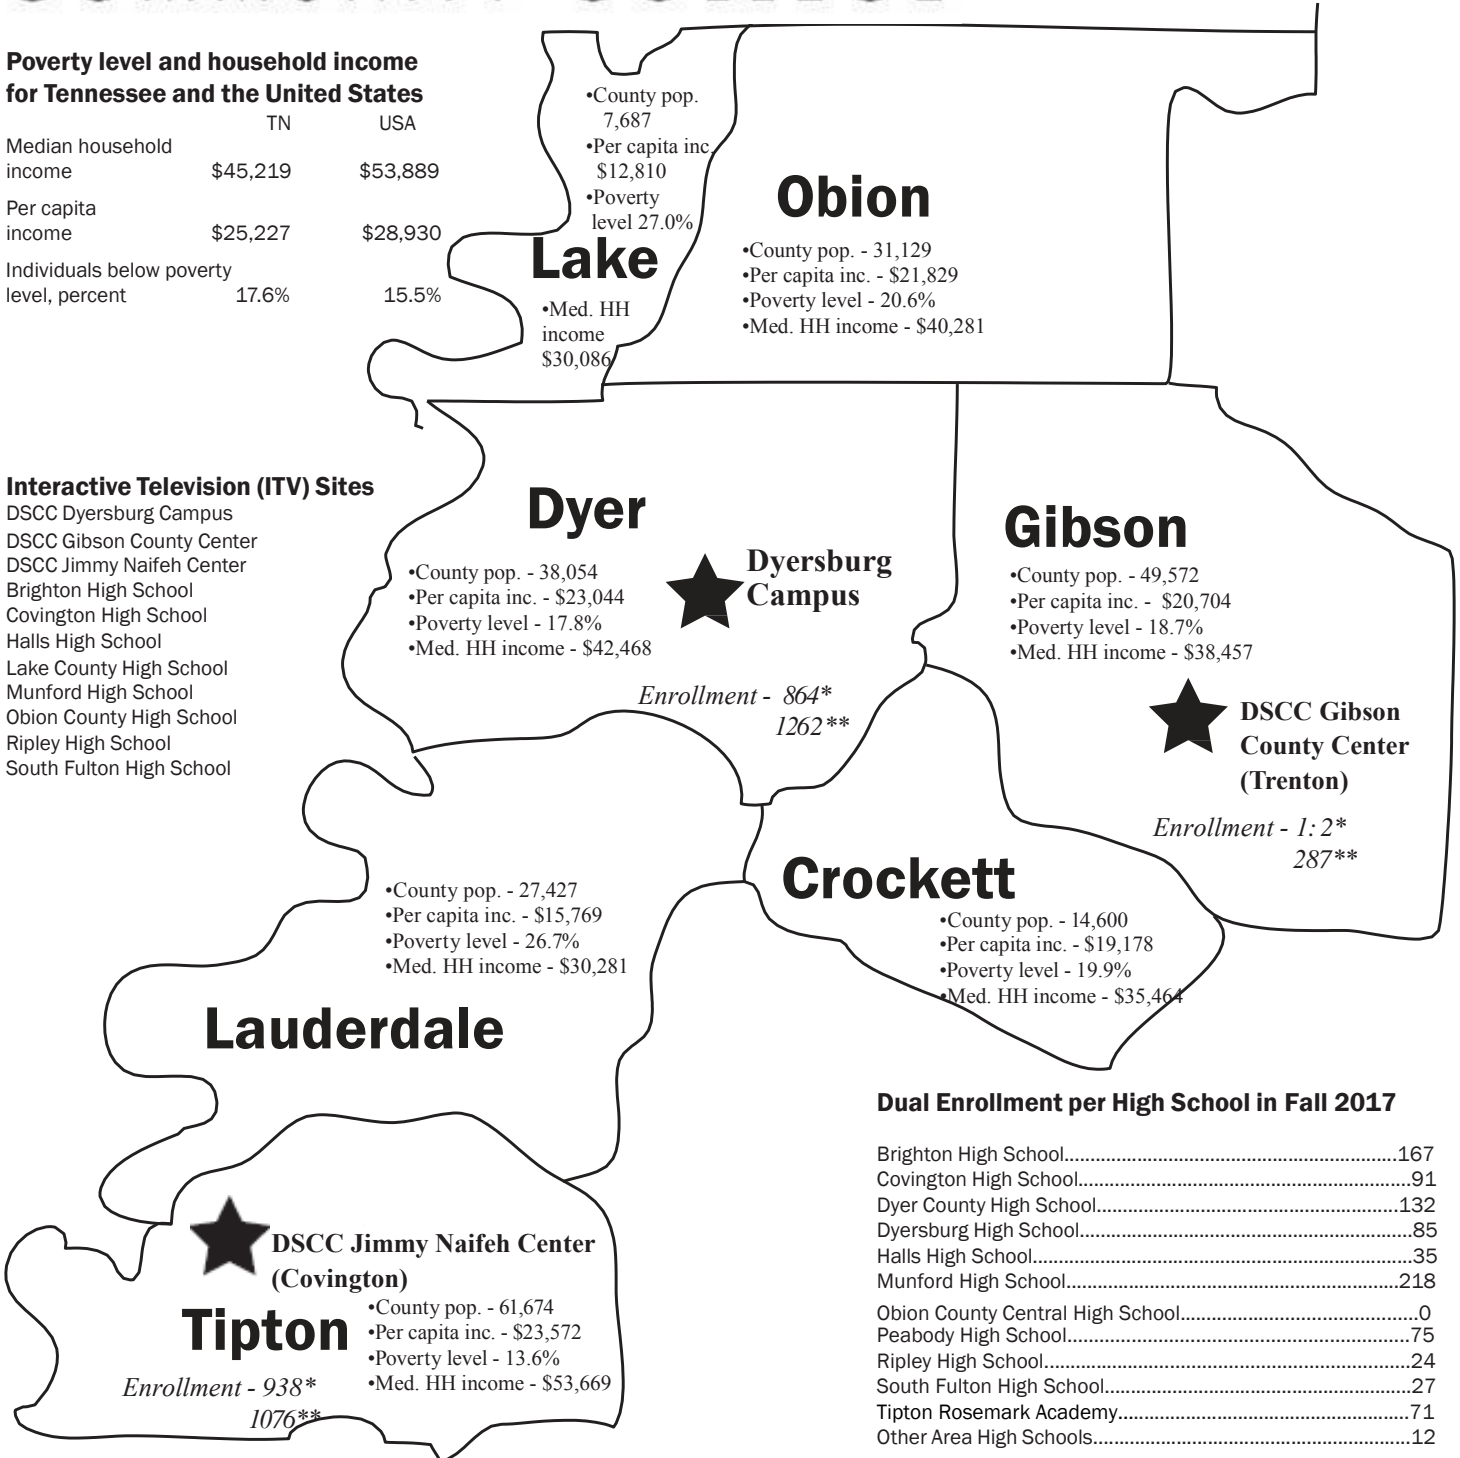 Poverty level and household income
for Tennessee and the United States
TN USA
Median household
income $45,219 $53,889
Per capita
income $25,227 $28,930
Individuals below poverty
level, percent 17.6% 15.5%
•County pop.
7,687
•Per capita inc.
$12,810
•Poverty
level 27.0%
Lake
•Med. HH
income
$30,086
Obion
•County pop. - 31,129
•Per capita inc. - $21,829
•Poverty level - 20.6%
•Med. HH income - $40,281
Interactive Television (ITV) Sites
DSCC Dyersburg Campus
DSCC Gibson County Center
DSCC Jimmy Naifeh Center
Brighton High School
Covington High School
Halls High School
Lake County High School
Munford High School
Obion County High School
Ripley High School
South Fulton High School
Dyer
•County pop. - 38,054
•Per capita inc. - $23,044
•Poverty level - 17.8%
•Med. HH income - $42,468
Dyersburg
Campus
Enrollment - 864*
1262**
Gibson
•County pop. - 49,572
•Per capita inc. - $20,704
•Poverty level - 18.7%
•Med. HH income - $38,457
DSCC Gibson
County Center
(Trenton)
Enrollment - 1:2*
287**
Crockett
•County pop. - 14,600
•Per capita inc. - $19,178
•Poverty level - 19.9%
•Med. HH income - $35,464
•County pop. - 27,427
•Per capita inc. - $15,769
•Poverty level - 26.7%
•Med. HH income - $30,281
Lauderdale
DSCC Jimmy Naifeh Center
(Covington)
Tipton
•County pop. - 61,674
•Per capita inc. - $23,572
•Poverty level - 13.6%
•Med. HH income - $53,669
Enrollment - 938*
1076**
Dual Enrollment per High School in Fall 2017
Brighton High School...............................................................167
Covington High School...............................................................91
Dyer County High School.........................................................132
Dyersburg High School...............................................................85
Halls High School........................................................................35
Munford High School...............................................................218
Obion County Central High School.............................................0
Peabody High School.................................................................75
Ripley High School......................................................................24
South Fulton High School..........................................................27
Tipton Rosemark Academy........................................................71
Other Area High Schools............................................................12